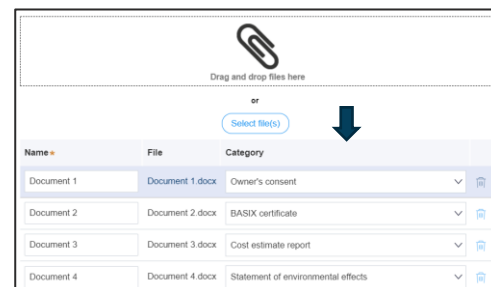 Drag and drop files here
or
Select file(s)
Name* File Category
Document 1 Document 1.docx Owner's consent
Document 2 Document 2.docx BASIX certificate
Document 3 Document 3.docx Cost estimate report
Document 4 Document 4.docx Statement of environmental effects